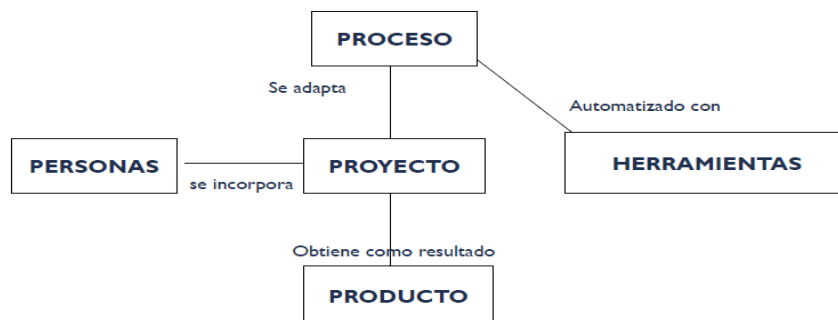 PROCESO
Se adapta
Automatizado con
PERSONAS
se incorpora
PROYECTO
HERRAMIENTAS
Obtiene como resultado
PRODUCTO